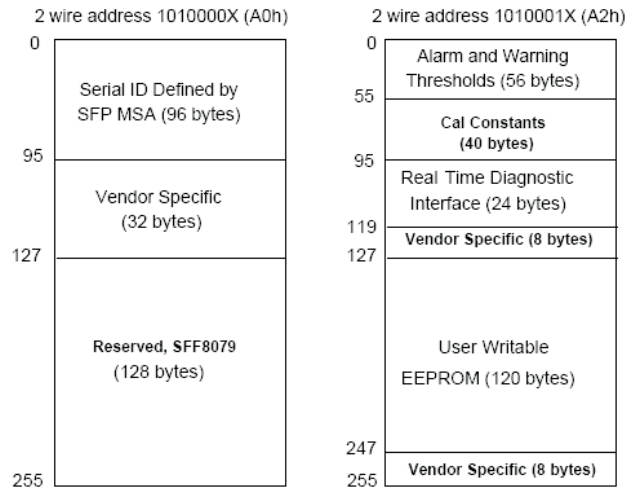 2 wire address 1010000X (A0h)
0
Serial ID Defined by
SFP MSA (96 bytes)
95
Vendor Specific
(32 bytes)
127
Reserved, SFF8079
(128 bytes)
255
2 wire address 1010001X (A2h)
0
Alarm and Warning
Thresholds (56 bytes)
55
Cal Constants
(40 bytes)
95
Real Time Diagnostic
Interface (24 bytes)
119
Vendor Specific (8 bytes)
127
User Writable
EEPROM (120 bytes)
247
Vendor Specific (8 bytes)
255